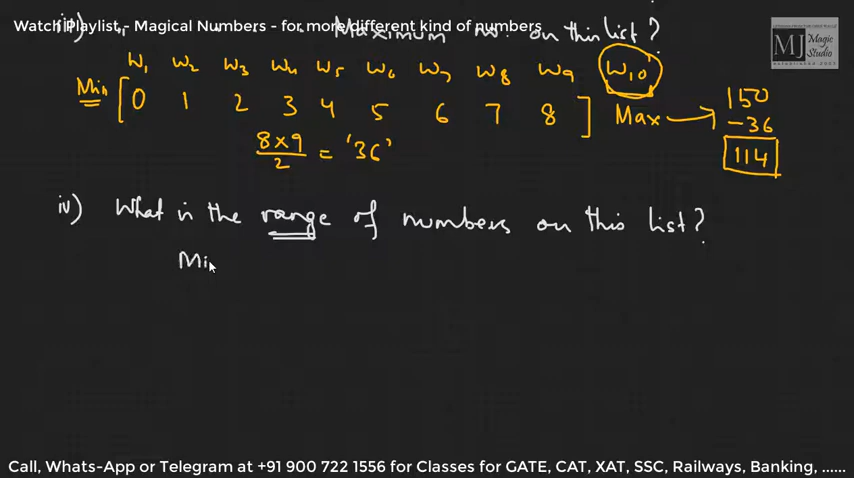 Watch Playlist - Magical Numbers - for more/different kind of numbers
Maximum no. on this list?
MJ Magic Studio
W1 W2 W3 W4 W5 W6 W7 W8 W9 W10
Min [0 1 2 3 4 5 6 7 8] Max → 150
-36
114
8×9/2 = '36'
iv) What is the range of numbers on this list?
Mi
Call, Whats-App or Telegram at +91 900 722 1556 for Classes for GATE, CAT, XAT, SSC, Railways, Banking, ......